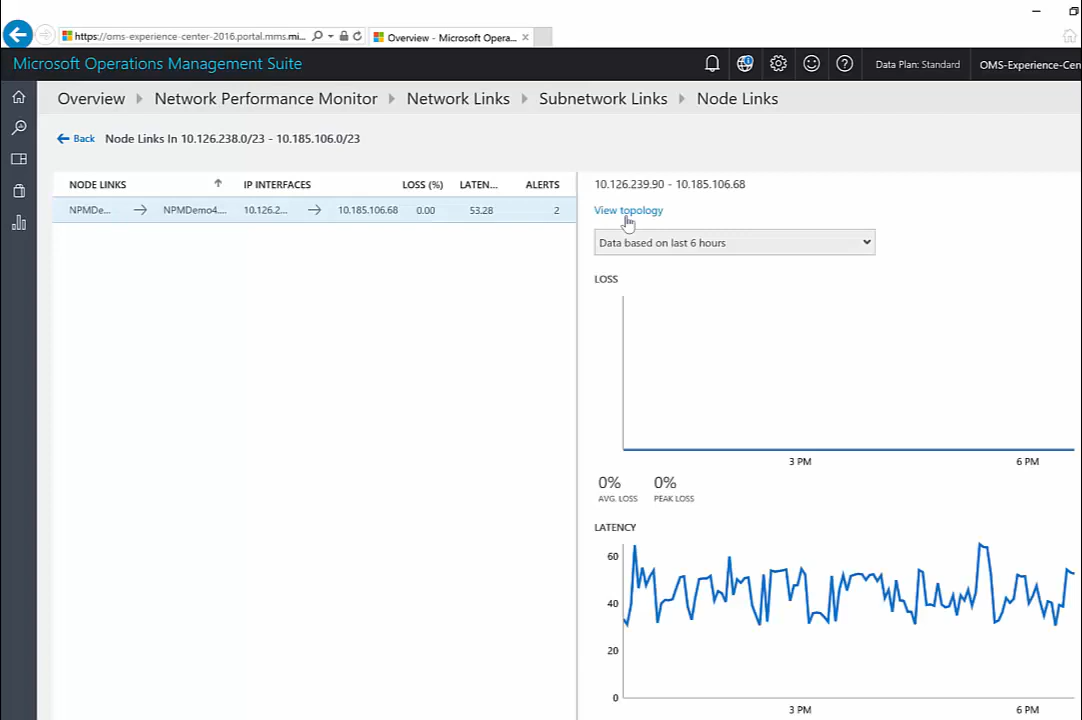 https://oms-experience-center-2016.portal.mms.mi...
Overview - Microsoft Opera...
Microsoft Operations Management Suite
Data Plan: Standard
OMS-Experience-Cen
Overview Network Performance Monitor Network Links Subnetwork Links Node Links
Back Node Links In 10.126.238.0/23 - 10.185.106.0/23
NODE LINKS IP INTERFACES LOSS (%) LATEN... ALERTS
NPMDe... → NPMDemo4.... 10.126.2... → 10.185.106.68 0.00 53.28 2
10.126.239.90 - 10.185.106.68
View topology
Data based on last 6 hours
LOSS
3 PM 6 PM
0% 0%
AVG. LOSS PEAK LOSS
LATENCY
60
40
20
0
3 PM 6 PM